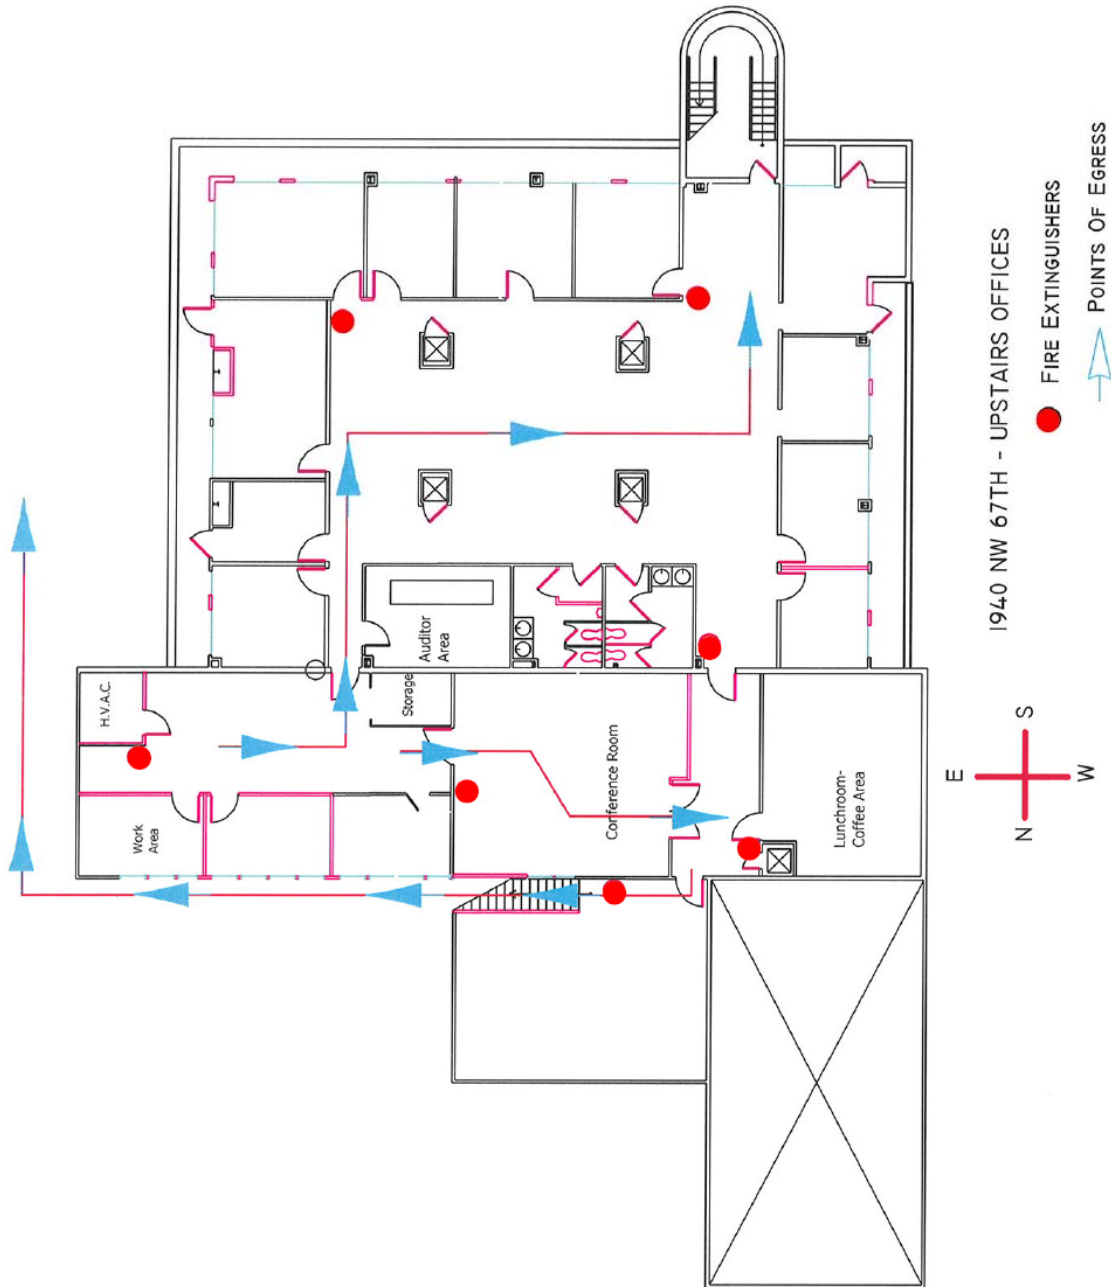 H.V.A.C.
Work
Area
Storage
Auditor
Area
Conference Room
Lunchroom-
Coffee Area
1940 NW 67TH - UPSTAIRS OFFICES
FIRE EXTINGUISHERS
POINTS OF EGRESS
E
N
S
W